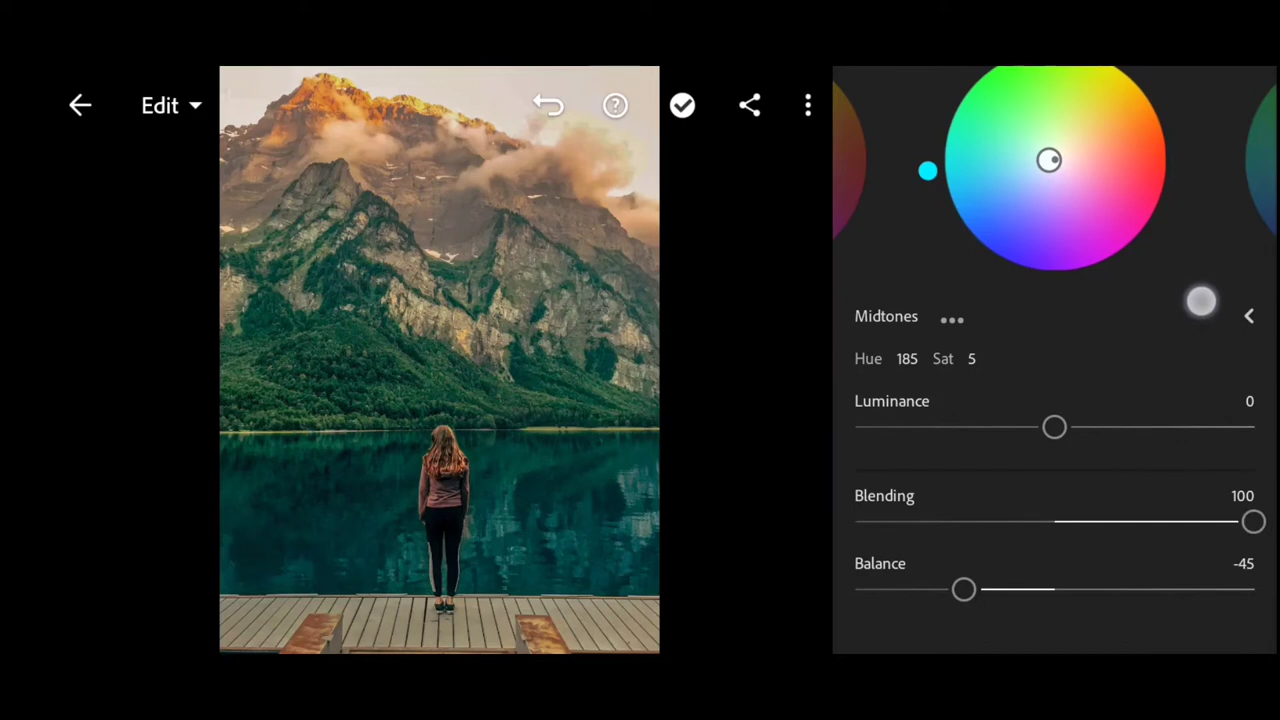 Edit
Midtones
Hue 185 Sat 5
Luminance 0
Blending 100
Balance -45